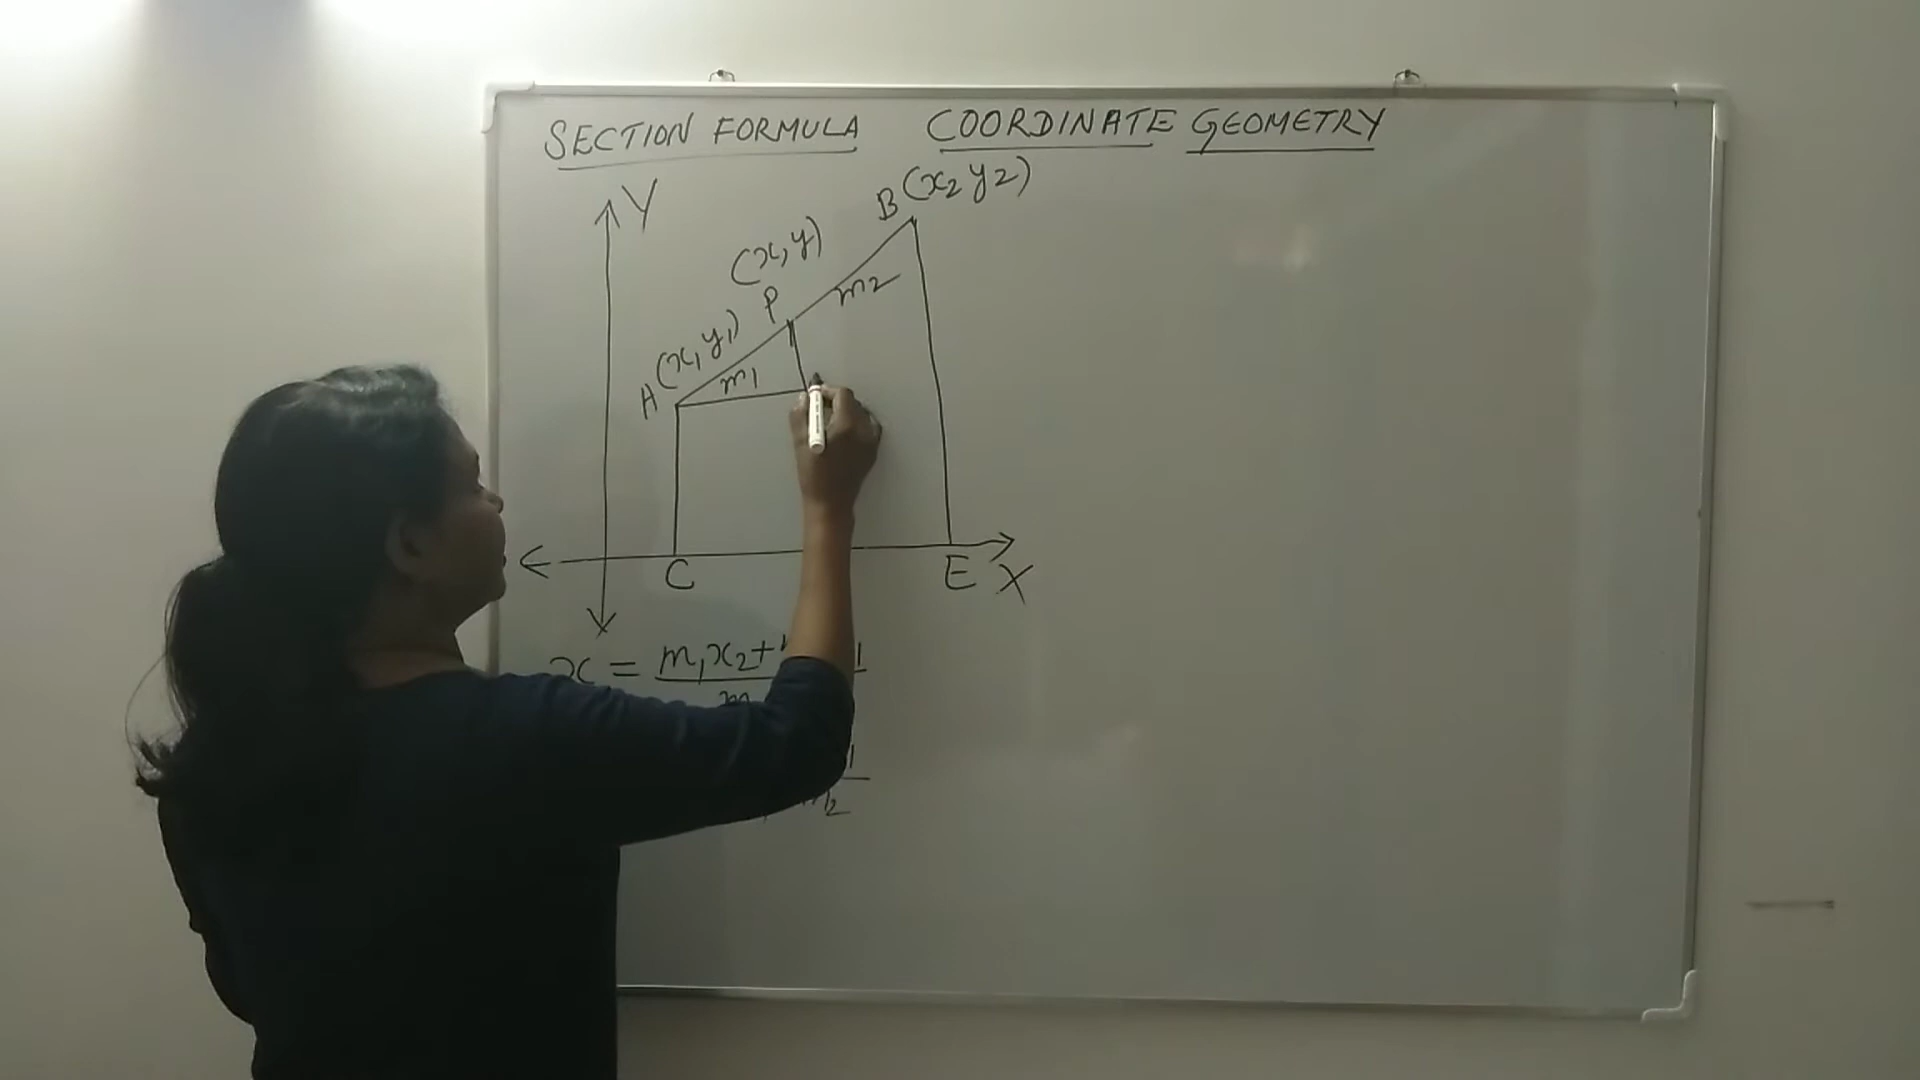 SECTION FORMULA COORDINATE GEOMETRY
Y
B (x2 y2)
(x, y)
P
m2
A (x1 y1)
m1
C E X
x = m1x2+